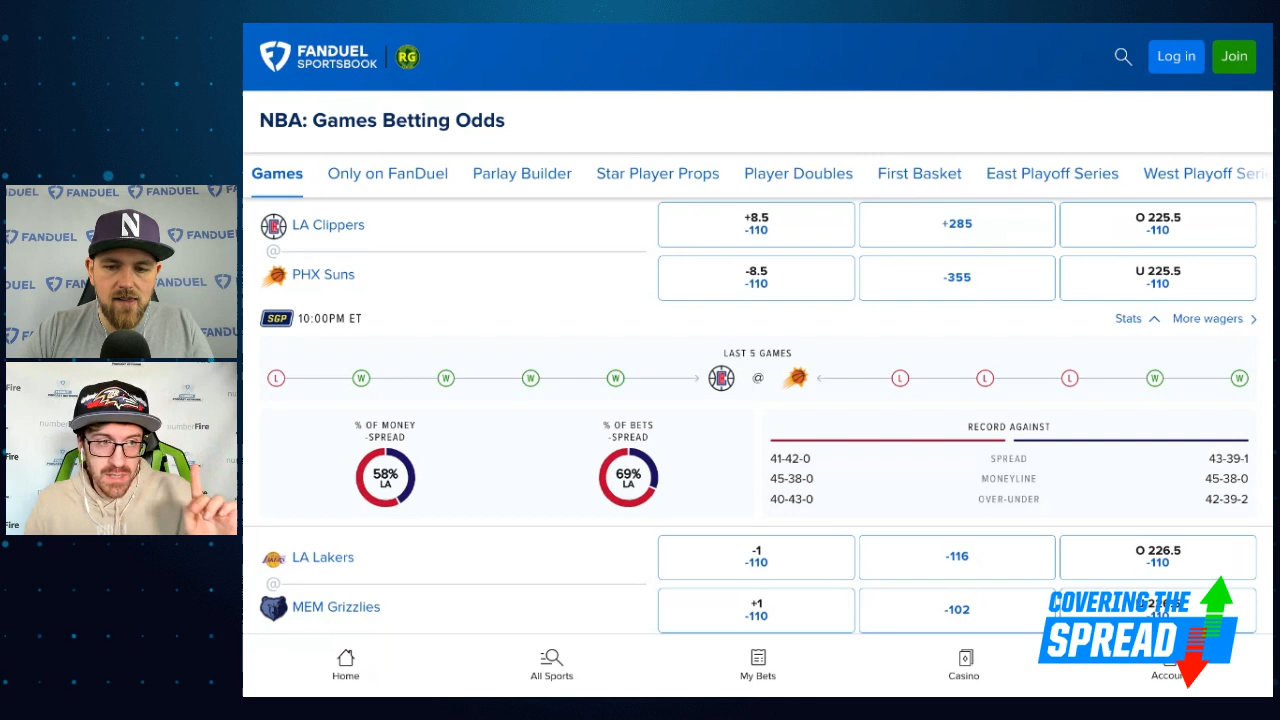 FANDUEL
SPORTSBOOK
RG
Log in
Join
NBA: Games Betting Odds
Games
Only on FanDuel
Parlay Builder
Star Player Props
Player Doubles
First Basket
East Playoff Series
West Playoff Seri
LA Clippers
+8.5
-110
+285
O 225.5
-110
@
PHX Suns
-8.5
-110
-355
U 225.5
-110
SGP 10:00PM ET
Stats
More wagers
LAST 5 GAMES
L W W W W @ L L L W W
% OF MONEY
-SPREAD
58%
LA
% OF BETS
-SPREAD
69%
LA
RECORD AGAINST
41-42-0 SPREAD 43-39-1
45-38-0 MONEYLINE 45-38-0
40-43-0 OVER-UNDER 42-39-2
LA Lakers
-1
-110
-116
O 226.5
-110
@
MEM Grizzlies
+1
-110
-102
COVERING THE
SPREAD
Home
All Sports
My Bets
Casino
Accou
N
FANDUEL
FANDUEL
FANDUEL
FANDUEL
FANDUEL
FANDUEL
numberFire